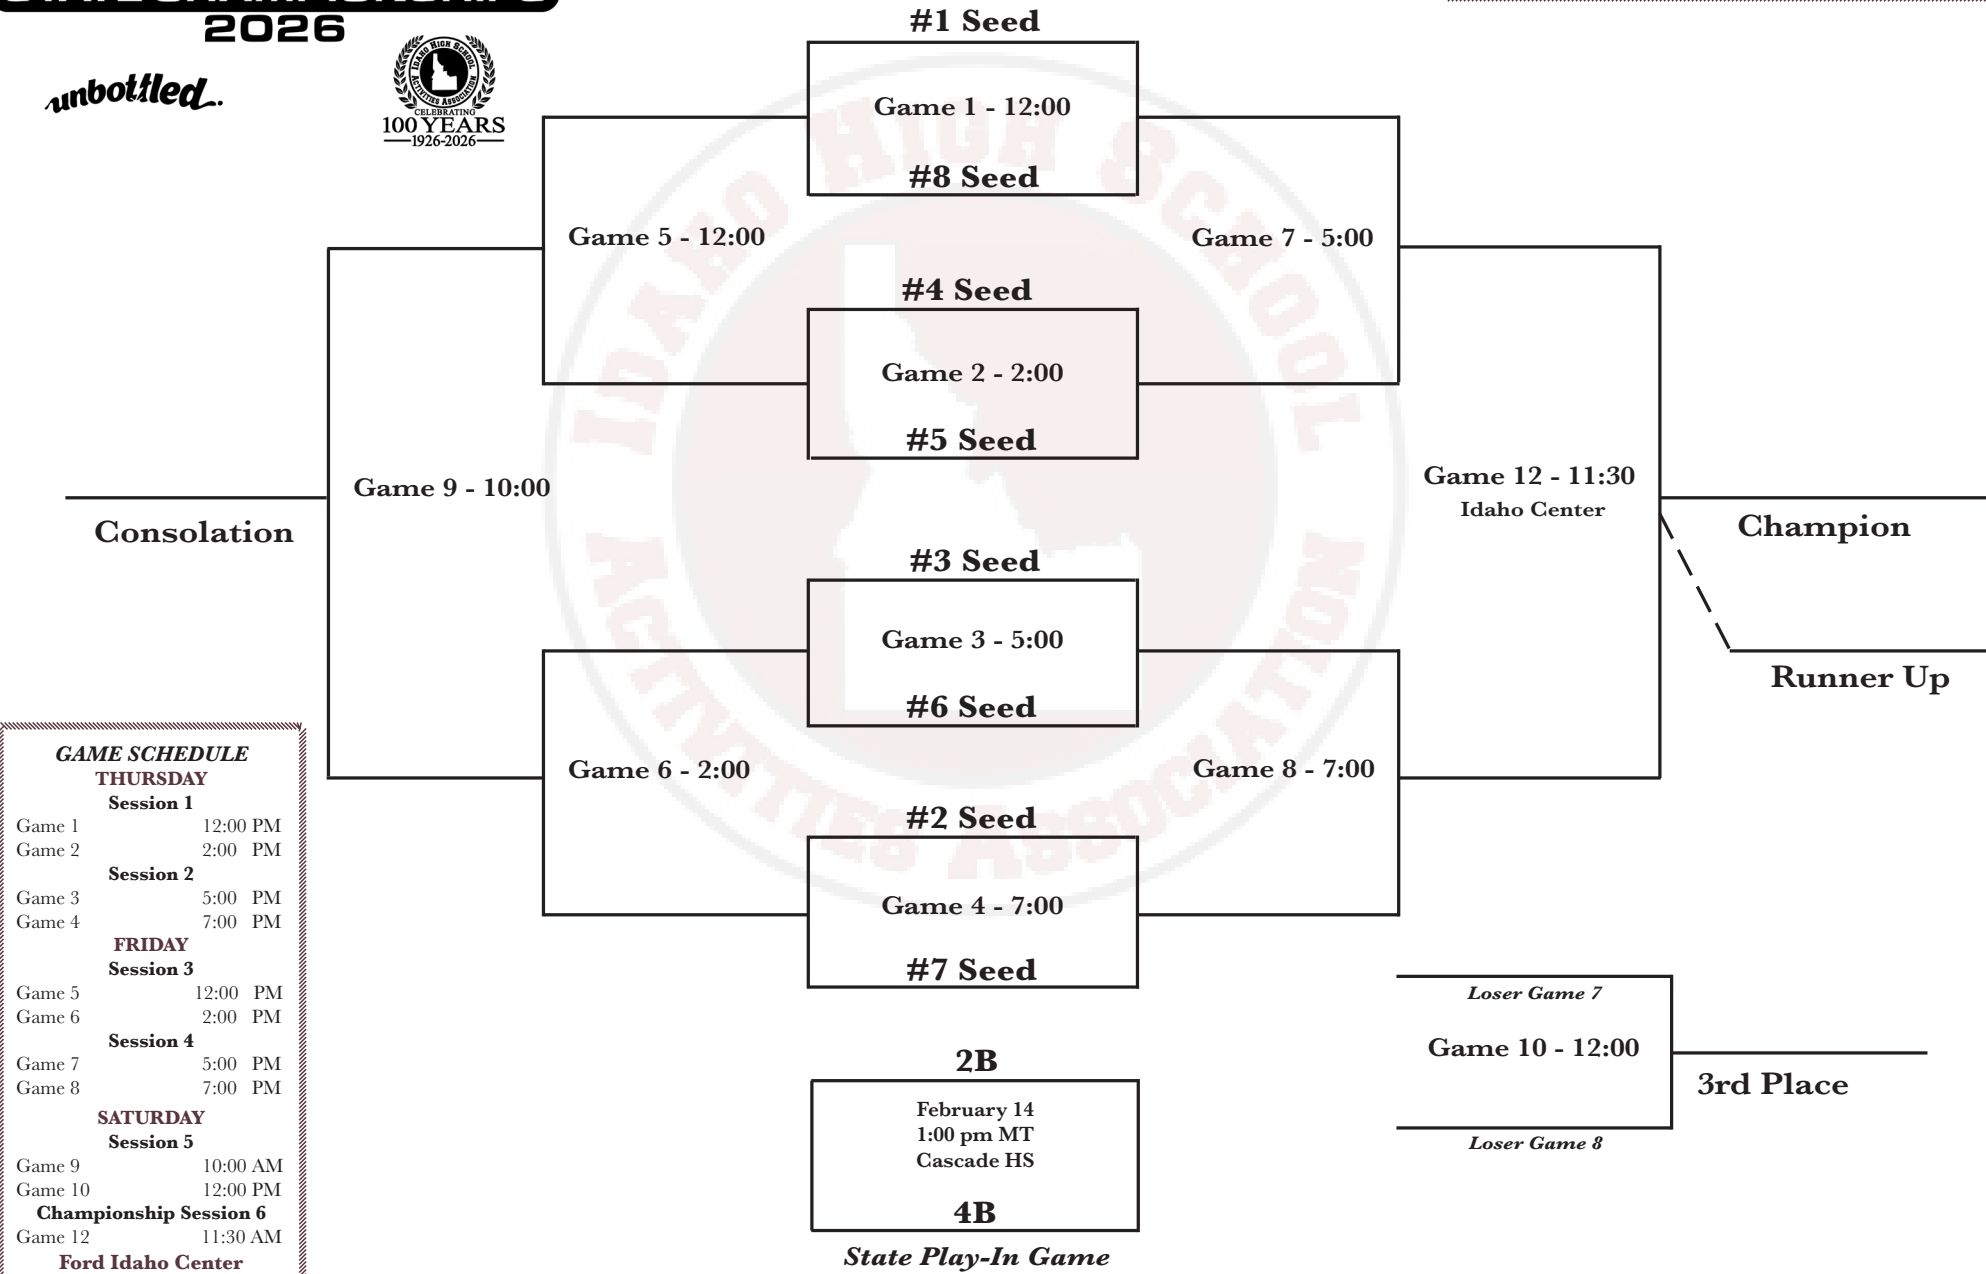 2026
unbottled.
IDAHO HIGH SCHOOL
ACTIVITIES ASSOCIATION
CELEBRATING
100 YEARS
1926-2026
#1 Seed
Game 1 - 12:00
#8 Seed
Game 5 - 12:00
Game 7 - 5:00
#4 Seed
Game 2 - 2:00
#5 Seed
Game 9 - 10:00
Consolation
Game 12 - 11:30
Idaho Center
Champion
Runner Up
#3 Seed
Game 3 - 5:00
#6 Seed
Game 6 - 2:00
Game 8 - 7:00
#2 Seed
Game 4 - 7:00
#7 Seed
IDAHO HIGH SCHOOL
ACTIVITIES ASSOCIATION
GAME SCHEDULE
THURSDAY
Session 1
Game 1 12:00 PM
Game 2 2:00 PM
Session 2
Game 3 5:00 PM
Game 4 7:00 PM
FRIDAY
Session 3
Game 5 12:00 PM
Game 6 2:00 PM
Session 4
Game 7 5:00 PM
Game 8 7:00 PM
SATURDAY
Session 5
Game 9 10:00 AM
Game 10 12:00 PM
Championship Session 6
Game 12 11:30 AM
Ford Idaho Center
2B
February 14
1:00 pm MT
Cascade HS
4B
State Play-In Game
Loser Game 7
Game 10 - 12:00
3rd Place
Loser Game 8